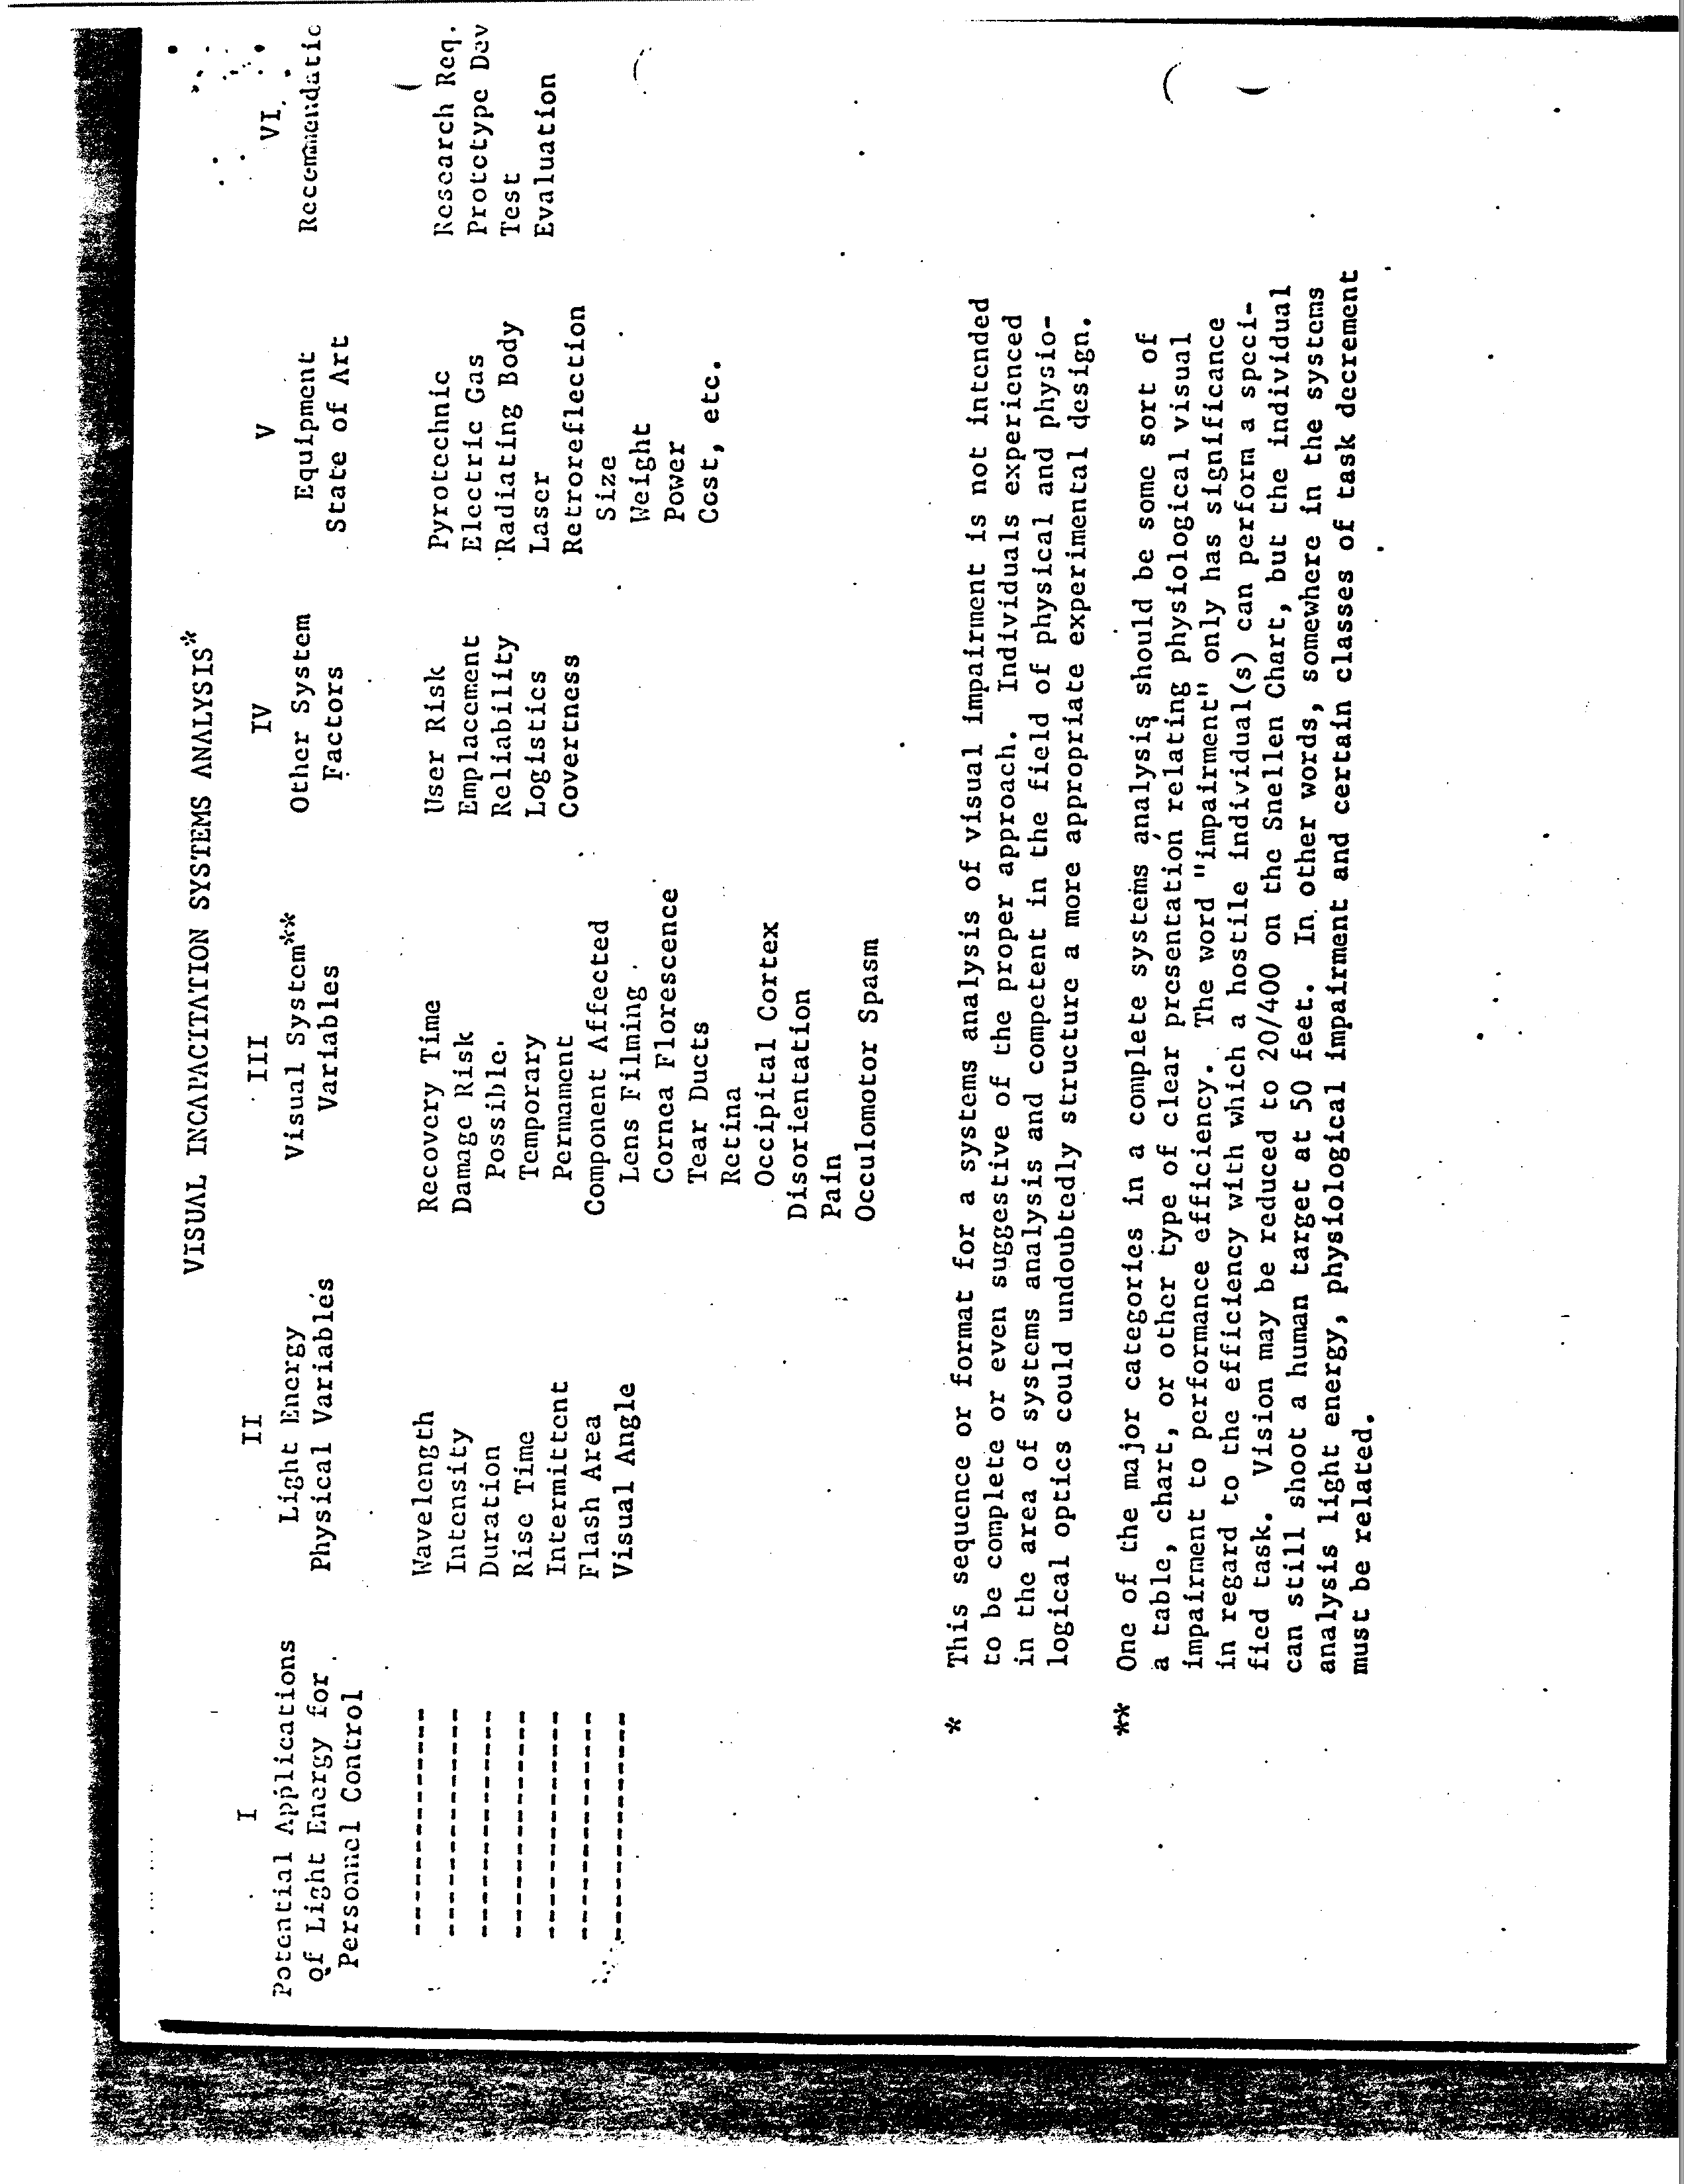 VISUAL INCAPACITATION SYSTEMS ANALYSIS*
I
Potential Applications
of Light Energy for
Personnel Control
-------------
-------------
-------------
-------------
-------------
-------------
-------------
II
Light Energy
Physical Variables
Wavelength
Intensity
Duration
Rise Time
Intermittent
Flash Area
Visual Angle
III
Visual System**
Variables
Recovery Time
Damage Risk
Possible
Temporary
Permament
Component Affected
Lens Filming
Cornea Florescence
Tear Ducts
Retina
Occipital Cortex
Disorientation
Pain
Occulomotor Spasm
IV
Other System
Factors
User Risk
Emplacement
Reliability
Logistics
Covertness
V
Equipment
State of Art
Pyrotechnic
Electric Gas
Radiating Body
Laser
Retroreflection
Size
Weight
Power
Cost, etc.
VI
Recommendatic
Research Req.
Prototype Dev
Test
Evaluation
* This sequence or format for a systems analysis of visual impairment is not intended
to be complete or even suggestive of the proper approach. Individuals experienced
in the area of systems analysis and competent in the field of physical and physio-
logical optics could undoubtedly structure a more appropriate experimental design.
** One of the major categories in a complete systems analysis should be some sort of
a table, chart, or other type of clear presentation relating physiological visual
impairment to performance efficiency. The word "impairment" only has significance
in regard to the efficiency with which a hostile individual(s) can perform a speci-
fied task. Vision may be reduced to 20/400 on the Snellen Chart, but the individual
can still shoot a human target at 50 feet. In other words, somewhere in the systems
analysis light energy, physiological impairment and certain classes of task decrement
must be related.